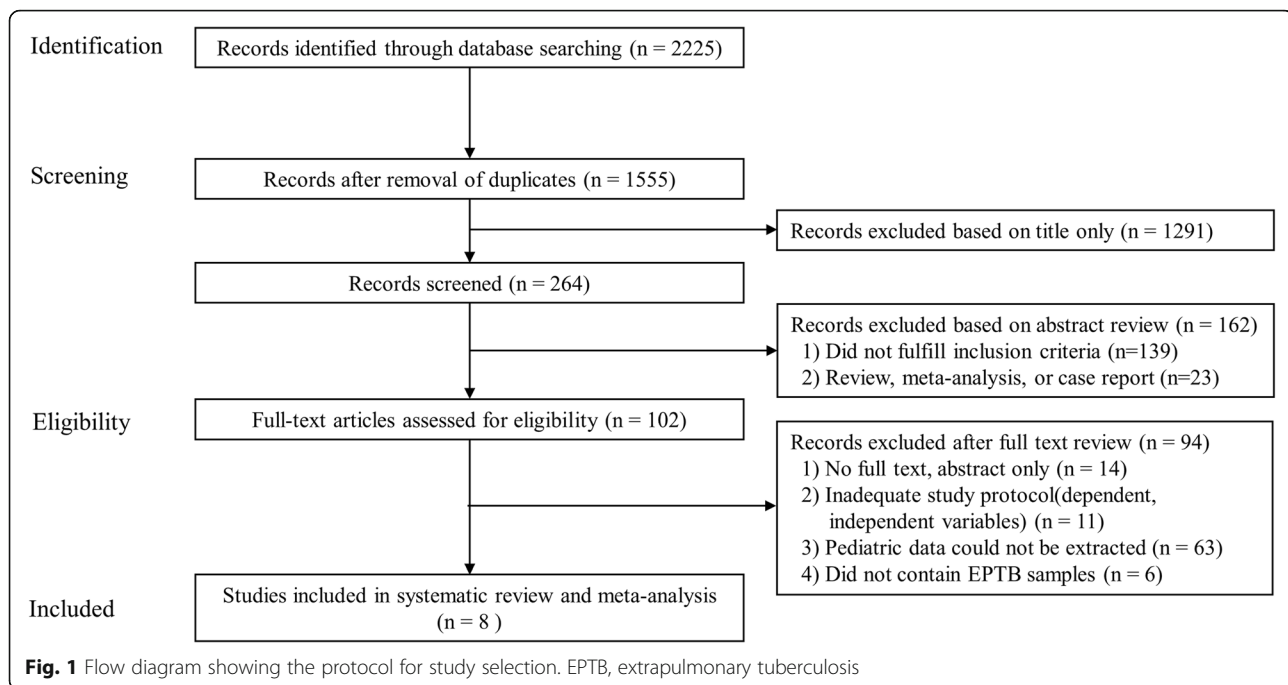 Identification
Records identified through database searching (n = 2225)
Screening
Records after removal of duplicates (n = 1555)
Records excluded based on title only (n = 1291)
Records screened (n = 264)
Records excluded based on abstract review (n = 162)
1) Did not fulfill inclusion criteria (n=139)
2) Review, meta-analysis, or case report (n=23)
Eligibility
Full-text articles assessed for eligibility (n = 102)
Records excluded after full text review (n = 94)
1) No full text, abstract only (n = 14)
2) Inadequate study protocol(dependent,
independent variables) (n = 11)
3) Pediatric data could not be extracted (n = 63)
4) Did not contain EPTB samples (n = 6)
Included
Studies included in systematic review and meta-analysis
(n = 8 )
Fig. 1 Flow diagram showing the protocol for study selection. EPTB, extrapulmonary tuberculosis